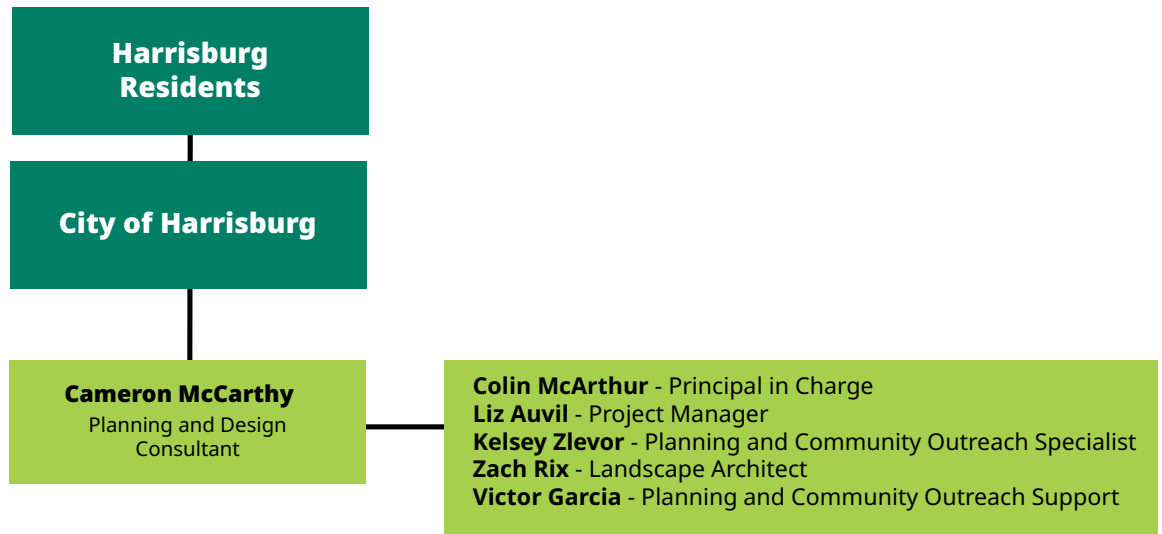 Harrisburg
Residents
City of Harrisburg
Cameron McCarthy
Planning and Design
Consultant
Colin McArthur - Principal in Charge
Liz Auvil - Project Manager
Kelsey Zlevor - Planning and Community Outreach Specialist
Zach Rix - Landscape Architect
Victor Garcia - Planning and Community Outreach Support